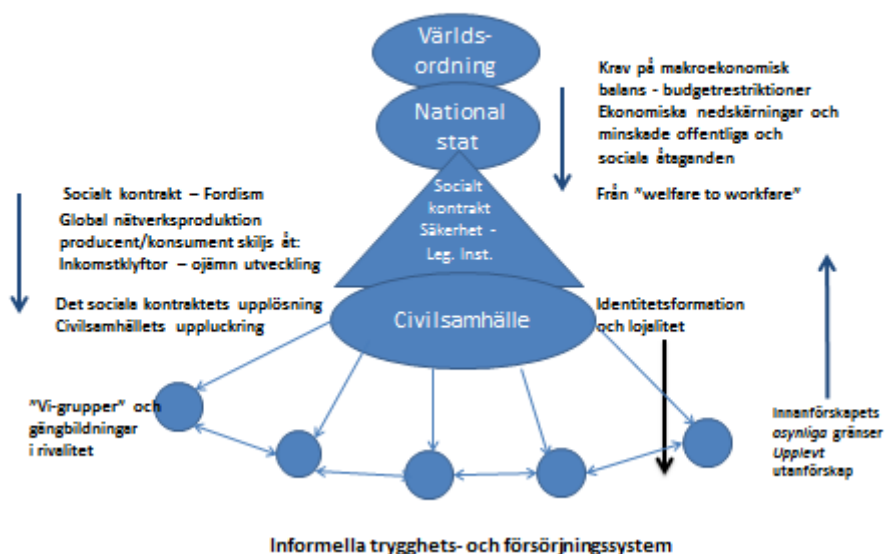 Världs-
ordning
National
stat
Socialt
kontrakt
Säkerhet -
Leg. Inst.
Civilsamhälle
Krav på makroekonomisk
balans - budgetrestriktioner
Ekonomiska nedskärningar och
minskade offentliga och
sociala åtaganden
Från ”welfare to workfare”
Socialt kontrakt – Fordism
Global nätverksproduktion
producent/konsument skiljs åt:
Inkomstklyftor – ojämn utveckling
Det sociala kontraktets upplösning
Civilsamhällets uppluckring
Identitetsformation
och lojalitet
”Vi-grupper” och
gängbildningar
i rivalitet
Innanförskapets
osynliga gränser
Upplevt
utanförskap
Informella trygghets- och försörjningssystem